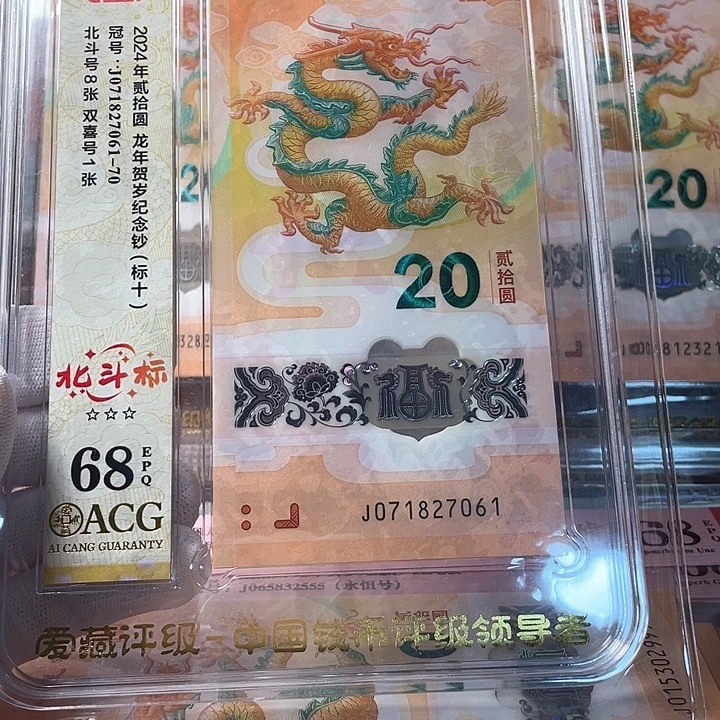 2024年贰拾圆 龙年贺岁纪念钞（标十）
冠号：J071827061-70
北斗号8张 双喜号1张
北斗标
68
EPQ
ACG
AI CANG GUARANTY
20
贰拾圆
J071827061
20
J065832555（永恒号）
爱藏评级-中国钱币评级领导者
68